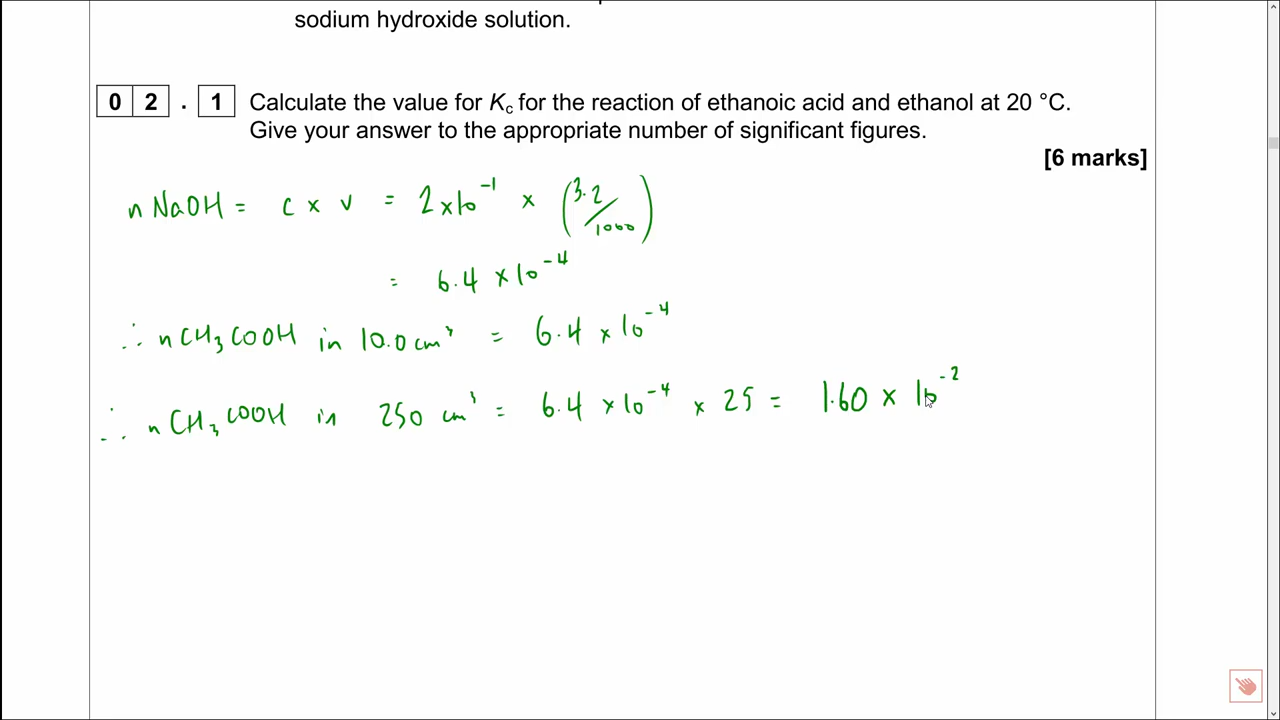 sodium hydroxide solution.
0 2 . 1 Calculate the value for Kc for the reaction of ethanoic acid and ethanol at 20 °C.
Give your answer to the appropriate number of significant figures.
[6 marks]
n NaOH = c × v = 2 × 10⁻¹ × (3.2/1000)
= 6.4 × 10⁻⁴
∴ nCH₃COOH in 10.0 cm³ = 6.4 × 10⁻⁴
∴ nCH₃COOH in 250 cm³ = 6.4 × 10⁻⁴ × 25 = 1.60 × 10⁻²